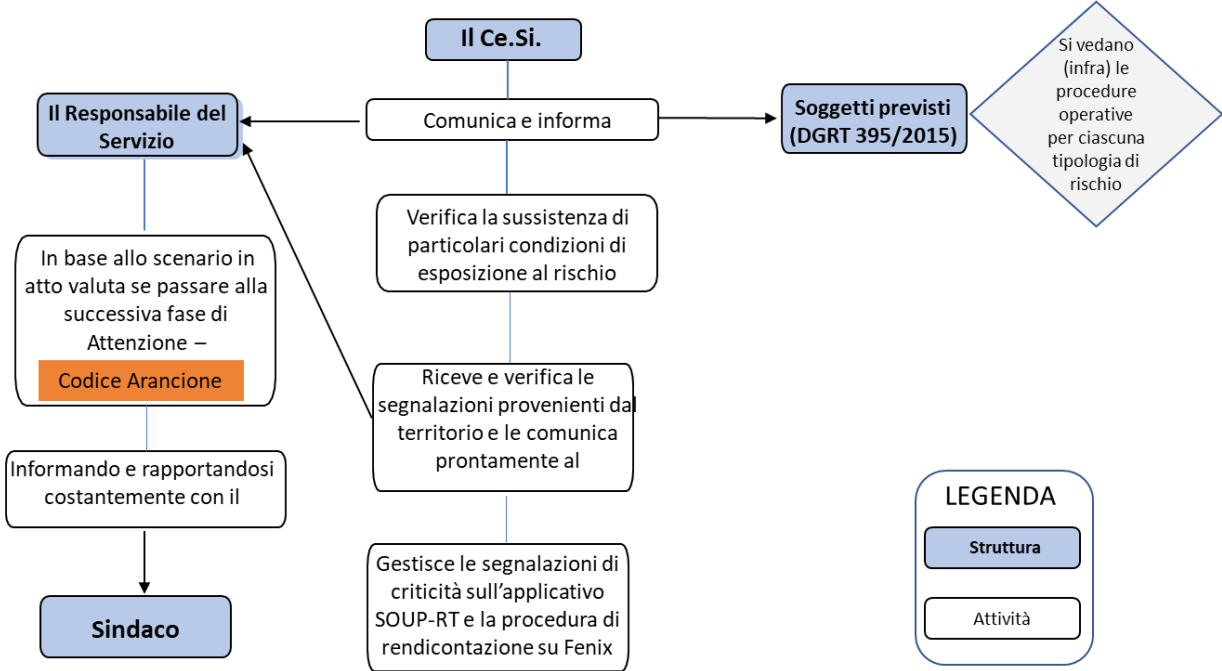 Il Ce.Si.
Comunica e informa
Il Responsabile del
Servizio
Soggetti previsti
(DGRT 395/2015)
Si vedano
(infra) le
procedure
operative
per ciascuna
tipologia di
rischio
Verifica la sussistenza di
particolari condizioni di
esposizione al rischio
In base allo scenario in
atto valuta se passare alla
successiva fase di
Attenzione –
Codice Arancione
Riceve e verifica le
segnalazioni provenienti dal
territorio e le comunica
prontamente al
Informando e rapportandosi
costantemente con il
Gestisce le segnalazioni di
criticità sull’applicativo
SOUP-RT e la procedura di
rendicontazione su Fenix
Sindaco
LEGENDA
Struttura
Attività